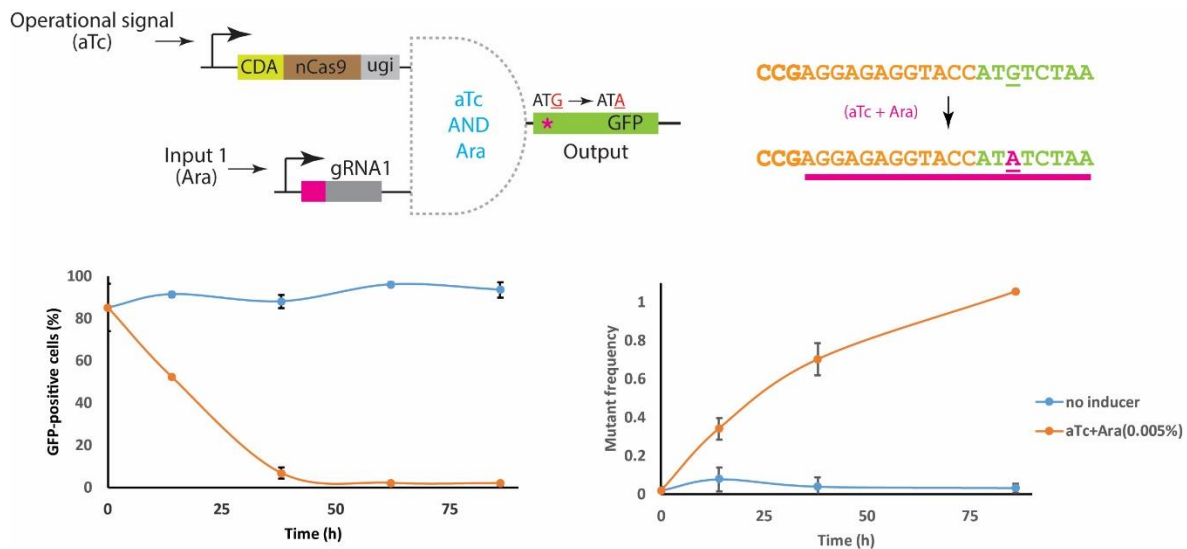 Operational signal
(aTc)
CDA nCas9 ugi
aTc
AND
Ara
ATG → ATA
* GFP
Output
Input 1
(Ara)
gRNA1
CCGAGGAGAGGTACCATGTCTAA
(aTc + Ara)
CCGAGGAGAGGTACCATATCTAA
GFP-positive cells (%)
100
80
60
40
20
0
0 25 50 75
Time (h)
Mutant frequency
1
0.8
0.6
0.4
0.2
0
0 25 50 75
Time (h)
no inducer
aTc+Ara(0.005%)